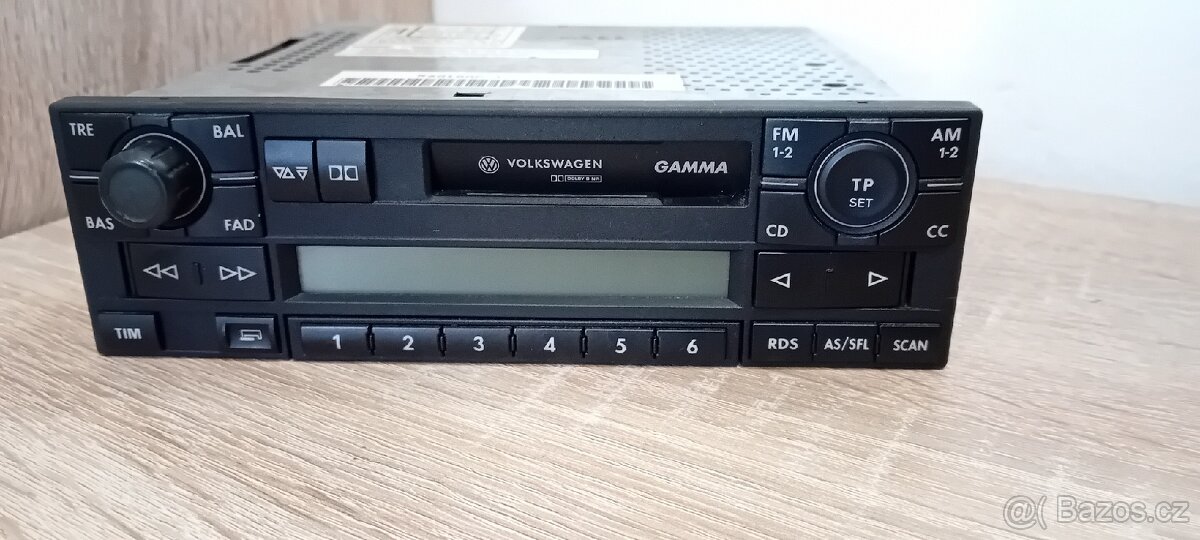 TRE
BAL
BAS
FAD
VOLKSWAGEN
GAMMA
DOLBY B NR
FM
1-2
AM
1-2
TP
SET
CD
CC
TIM
1 2 3 4 5 6
RDS
AS/SFL
SCAN
@( Bazos.cz